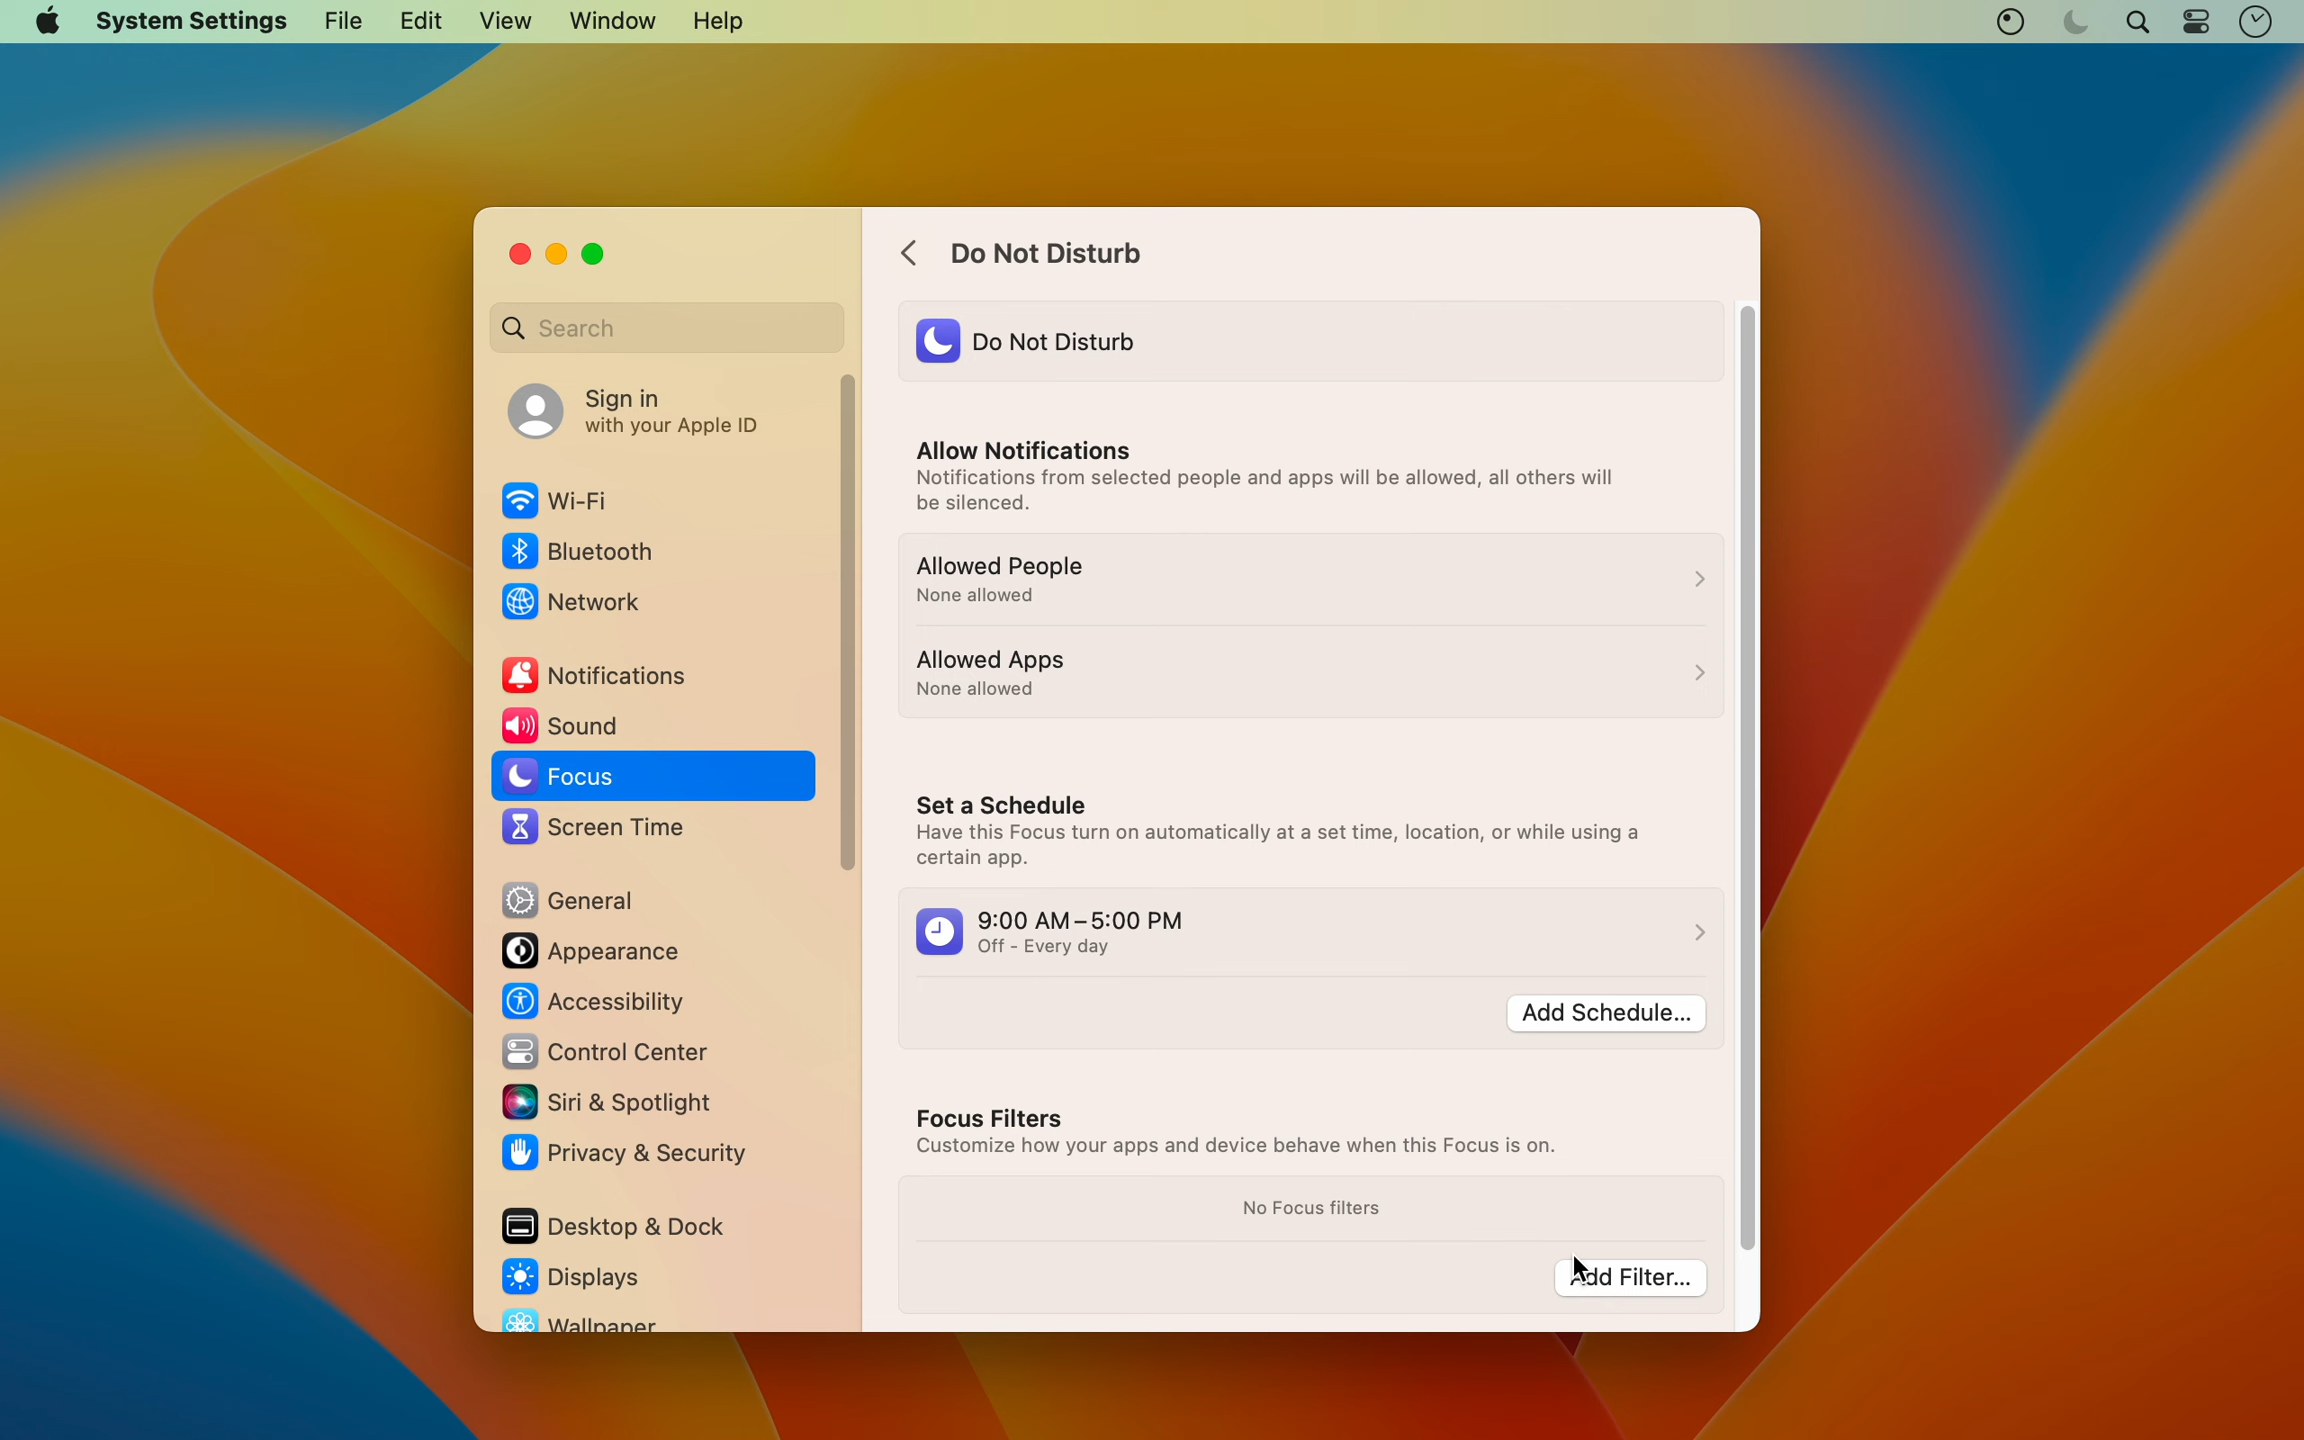 System Settings File Edit View Window Help
Do Not Disturb
Search
Sign in
with your Apple ID
Wi-Fi
Bluetooth
Network
Notifications
Sound
Focus
Screen Time
General
Appearance
Accessibility
Control Center
Siri & Spotlight
Privacy & Security
Desktop & Dock
Displays
Wallpaper
Do Not Disturb
Allow Notifications
Notifications from selected people and apps will be allowed, all others will
be silenced.
Allowed People
None allowed
Allowed Apps
None allowed
Set a Schedule
Have this Focus turn on automatically at a set time, location, or while using a
certain app.
9:00 AM – 5:00 PM
Off - Every day
Add Schedule...
Focus Filters
Customize how your apps and device behave when this Focus is on.
No Focus filters
Add Filter...